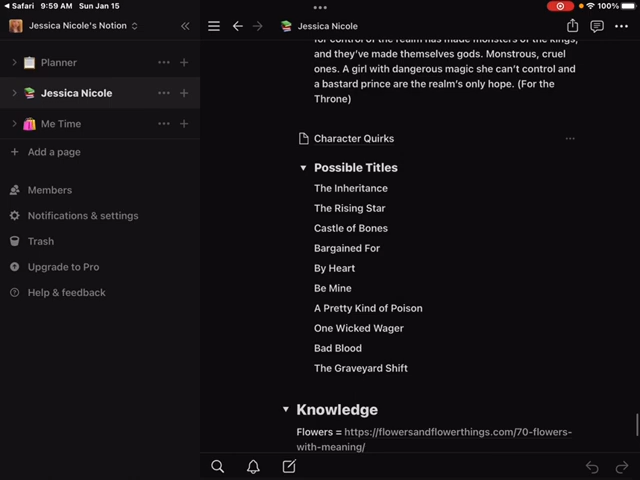 Safari 9:59 AM Sun Jan 15
100%
Jessica Nicole's Notion
Planner
Jessica Nicole
Me Time
Add a page
Members
Notifications & settings
Trash
Upgrade to Pro
Help & feedback
Jessica Nicole
for control of the realm has made monsters of the kings,
and they've made themselves gods. Monstrous, cruel
ones. A girl with dangerous magic she can't control and
a bastard prince are the realm's only hope. (For the
Throne)
Character Quirks
Possible Titles
The Inheritance
The Rising Star
Castle of Bones
Bargained For
By Heart
Be Mine
A Pretty Kind of Poison
One Wicked Wager
Bad Blood
The Graveyard Shift
Knowledge
Flowers = https://flowersandflowerthings.com/70-flowers-
with-meaning/